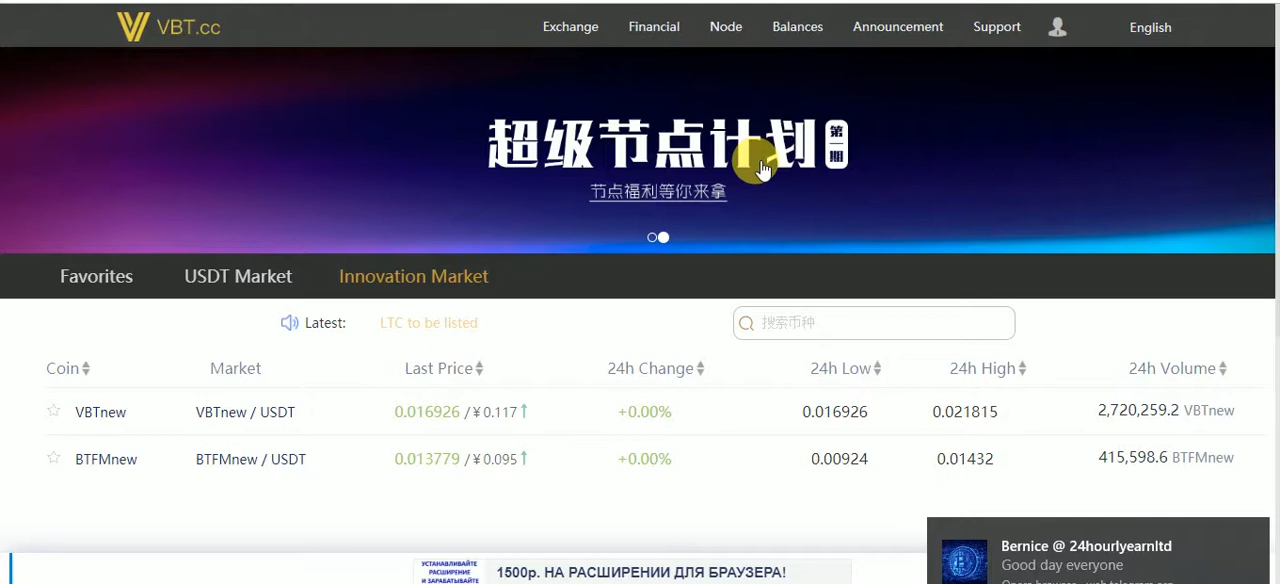 VBT.cc
Exchange Financial Node Balances Announcement Support English
超级节点计划 第一期
节点福利等你来拿
Favorites USDT Market Innovation Market
Latest: LTC to be listed 搜索币种
Coin Market Last Price 24h Change 24h Low 24h High 24h Volume
VBTnew VBTnew / USDT 0.016926 / ¥ 0.117 +0.00% 0.016926 0.021815 2,720,259.2 VBTnew
BTFMnew BTFMnew / USDT 0.013779 / ¥ 0.095 +0.00% 0.00924 0.01432 415,598.6 BTFMnew
Bernice @ 24hourlyearnltd
Good day everyone
УСТАНАВЛИВАЙТЕ
РАСШИРЕНИЕ
И ЗАРАБАТЫВАЙТЕ
1500р. НА РАСШИРЕНИИ ДЛЯ БРАУЗЕРА!